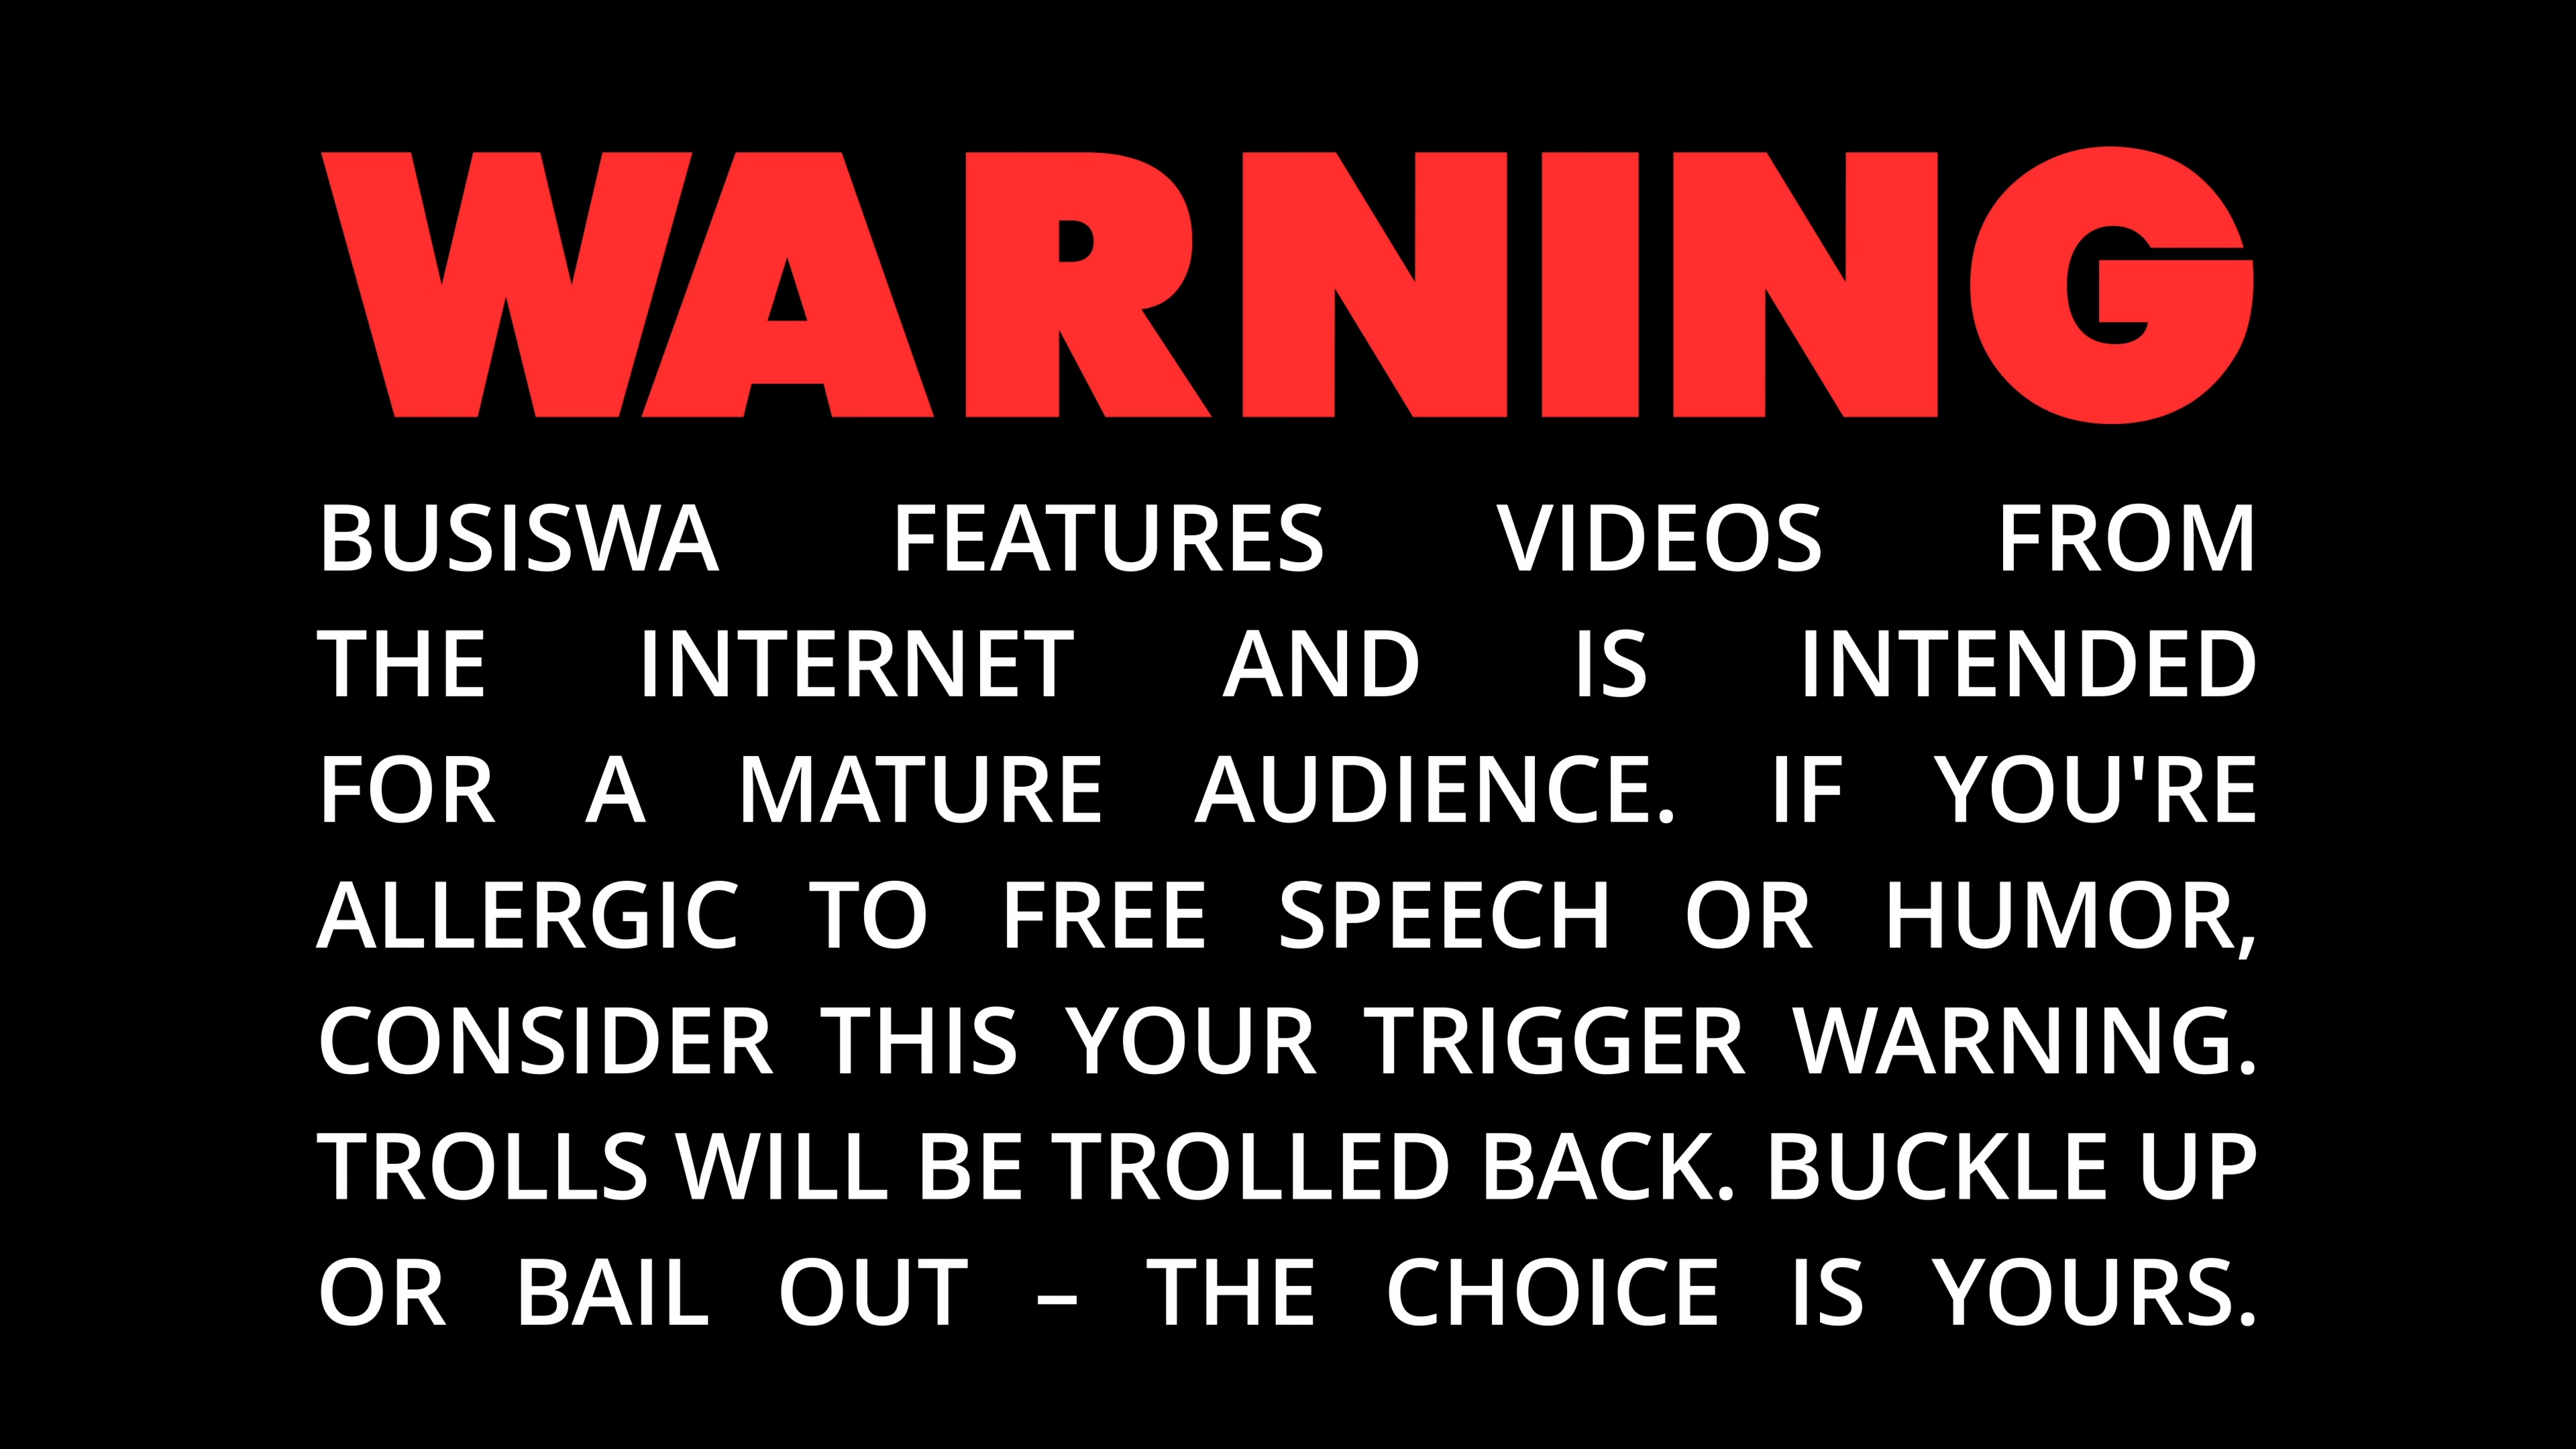 WARNING
BUSISWA FEATURES VIDEOS FROM
THE INTERNET AND IS INTENDED
FOR A MATURE AUDIENCE. IF YOU'RE
ALLERGIC TO FREE SPEECH OR HUMOR,
CONSIDER THIS YOUR TRIGGER WARNING.
TROLLS WILL BE TROLLED BACK. BUCKLE UP
OR BAIL OUT – THE CHOICE IS YOURS.